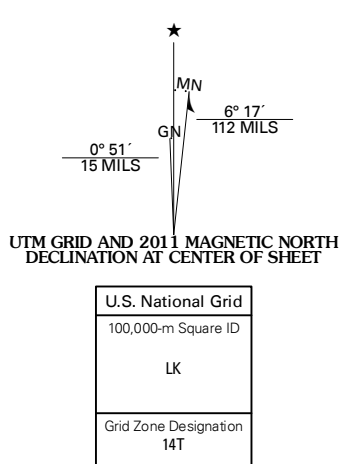 ★
MN
GN
6° 17´
112 MILS
0° 51´
15 MILS
UTM GRID AND 2011 MAGNETIC NORTH
DECLINATION AT CENTER OF SHEET
U.S. National Grid
100,000-m Square ID
LK
Grid Zone Designation
14T